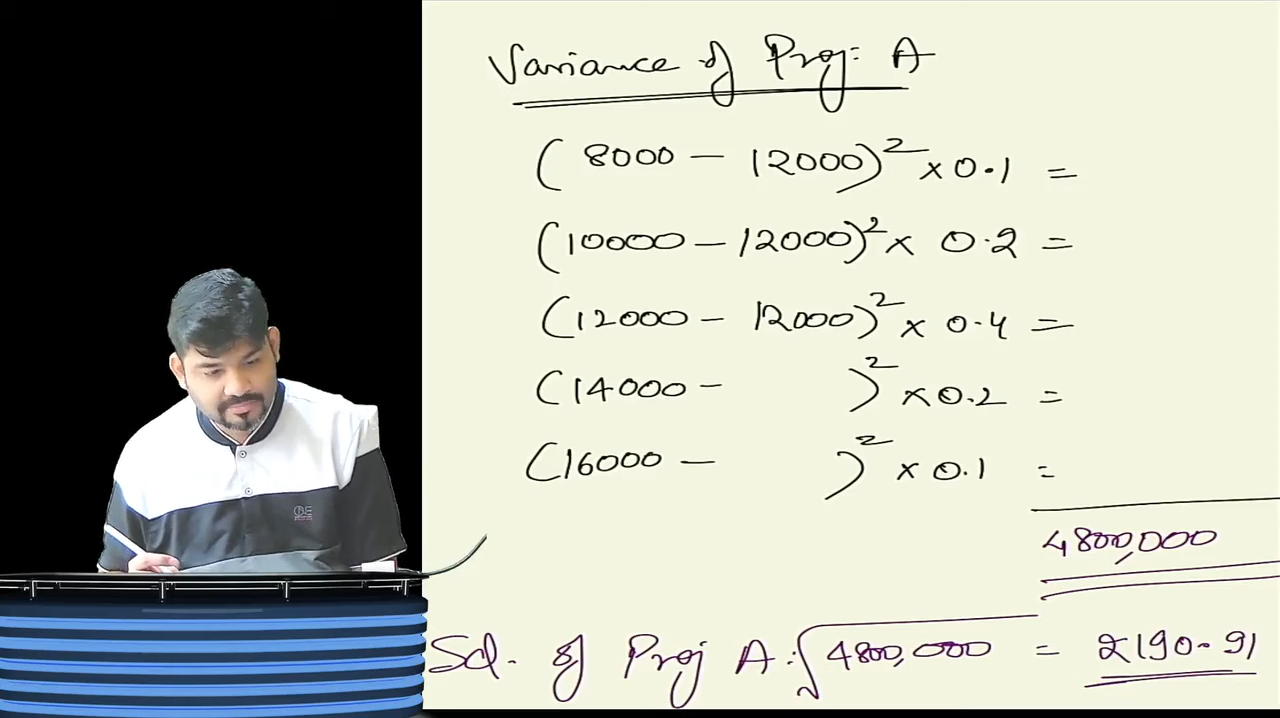 Variance of Proj: A
(8000 - 12000)² × 0.1 =
(10000 - 12000)² × 0.2 =
(12000 - 12000)² × 0.4 =
(14000 - )² × 0.2 =
(16000 - )² × 0.1 =
4800,000
Sd. of Proj A: √4800,000 = 2190.91